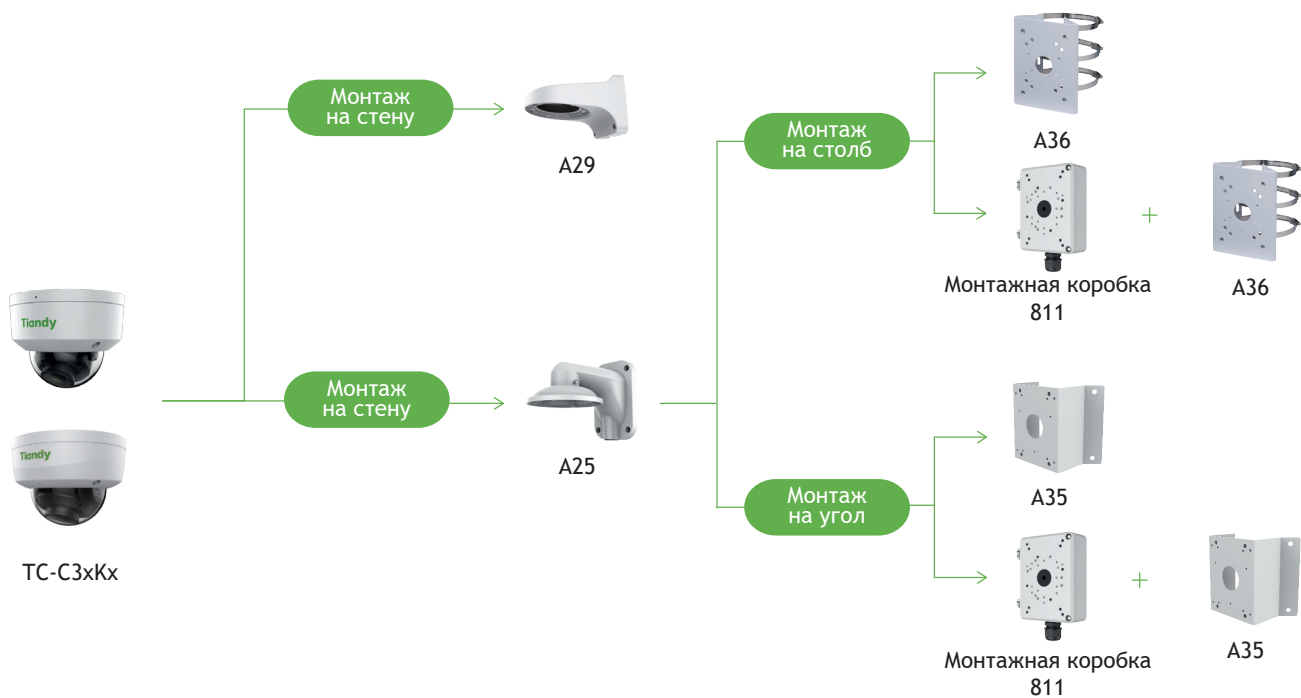 Монтаж
на стену
A29
Монтаж
на столб
A36
Монтажная коробка
811
+
A36
Tiandy
Tiandy
TC-C3xKx
Монтаж
на стену
A25
Монтаж
на угол
A35
Монтажная коробка
811
+
A35